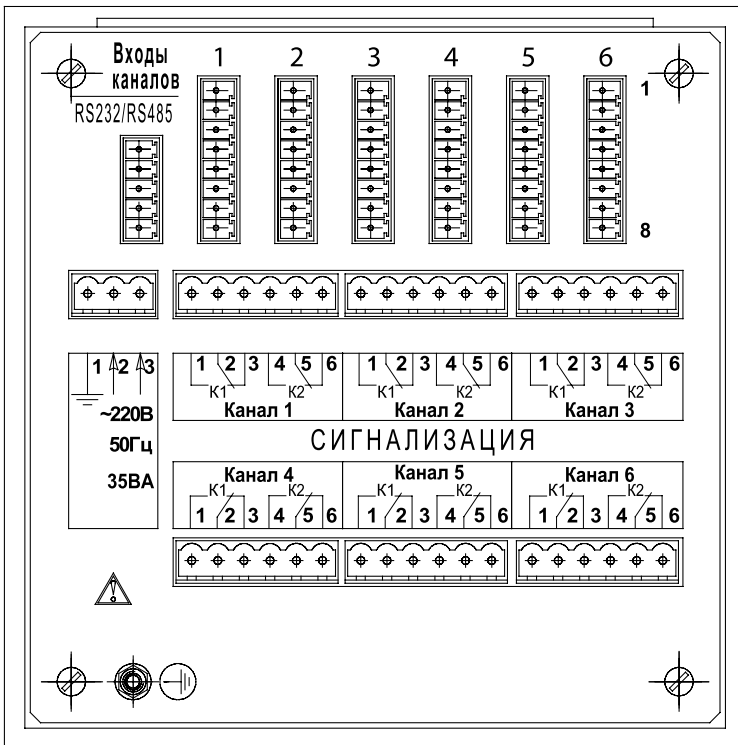 Входы
каналов
1 2 3 4 5 6
RS232/RS485
1
8
1 2 3
~220В
50Гц
35ВА
1 2 3 4 5 6 1 2 3 4 5 6 1 2 3 4 5 6
К1 К2 К1 К2 К1 К2
Канал 1 Канал 2 Канал 3
СИГНАЛИЗАЦИЯ
Канал 4 Канал 5 Канал 6
К1 К2 К1 К2 К1 К2
1 2 3 4 5 6 1 2 3 4 5 6 1 2 3 4 5 6